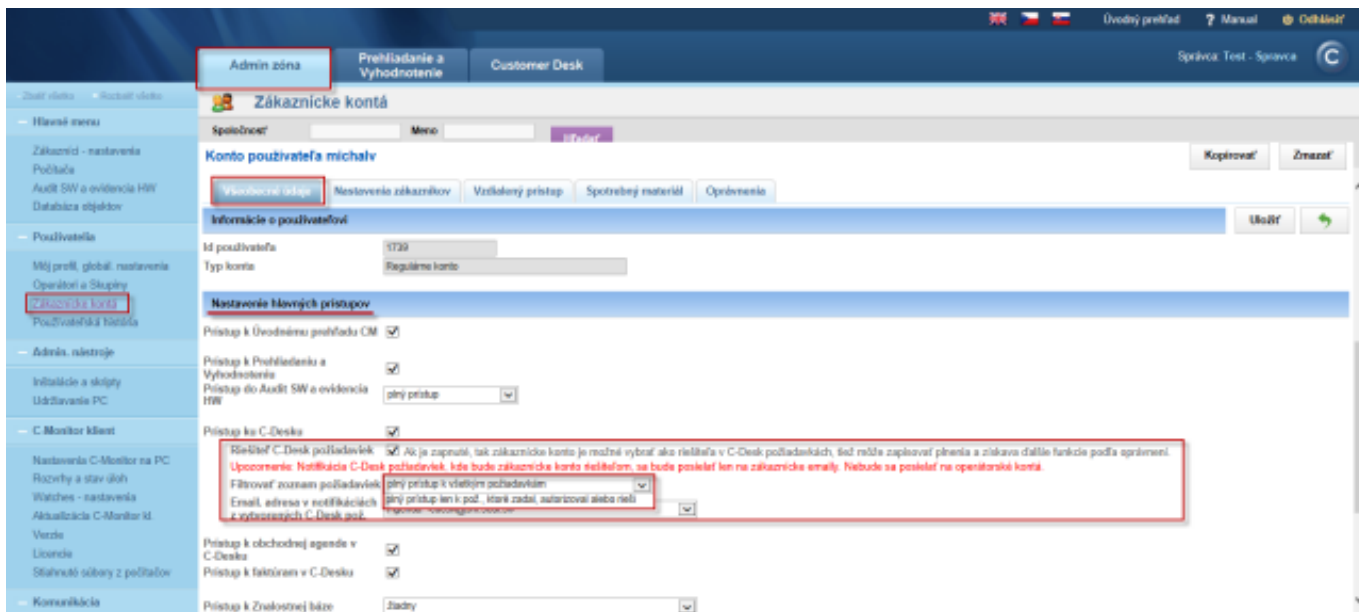 Úvodný prehľad ? Manual Odhlásiť
Admin zóna
Prehliadanie a
Vyhodnotenie
Customer Desk
Správca: Test - Spravca
Zbaliť všetko Rozbaliť všetko
Zákaznícke kontá
Hlavné menu
Spoločnosť Meno Hľadať
Zákazníci - nastavenia
Konto používateľa michalv Kopírovať Zmazať
Počítače
Audit SW a evidencia HW
Všeobecné údaje Nastavenia zákazníkov Vzdialený prístup Spotrebný materiál Oprávnenia
Databáza objektov
Informácie o používateľovi Uložiť
Používatelia
Id používateľa 1739
Môj profil, globál. nastavenia
Typ konta Regulárne konto
Operátori a Skupiny
Zákaznícke kontá
Nastavenie hlavných prístupov
Používateľská história
Prístup k Úvodnému prehľadu CM
Admin. nástroje
Prístup k Prehliadaniu a
Vyhodnoteniu
Inštalácie a skripty
Prístup do Audit SW a evidencia
HW plný prístup
Udržiavanie PC
C-Monitor klient
Prístup ku C-Desku
Riešiteľ C-Desk požiadaviek Ak je zapnuté, tak zákaznícke konto je možné vybrať ako riešiteľa v C-Desk požiadavkách, tiež môže zapisovať plnenia a získava ďalšie funkcie podľa oprávnení.
Nastavenia C-Monitor na PC
Upozornenie: Notifikácia C-Desk požiadaviek, kde bude zákaznícke konto riešiteľom, sa bude posielať len na zákaznícke emaily. Nebude sa posielať na operátorské kontá.
Rozvrhy a stav úloh
Filtrovať zoznam požiadaviek plný prístup k všetkým požiadavkám
Watches - nastavenia
plný prístup len k pož., ktoré zadal, autorizoval alebo rieši
Email. adresa v notifikáciách
z vytvorených C-Desk pož.
Aktualizácia C-Monitor kl.
Verzie
Prístup k obchodnej agende v
C-Desku
Licencie
Stiahnuté súbory z počítačov
Prístup k faktúram v C-Desku
Komunikácia
Prístup k Znalostnej báze žiadny